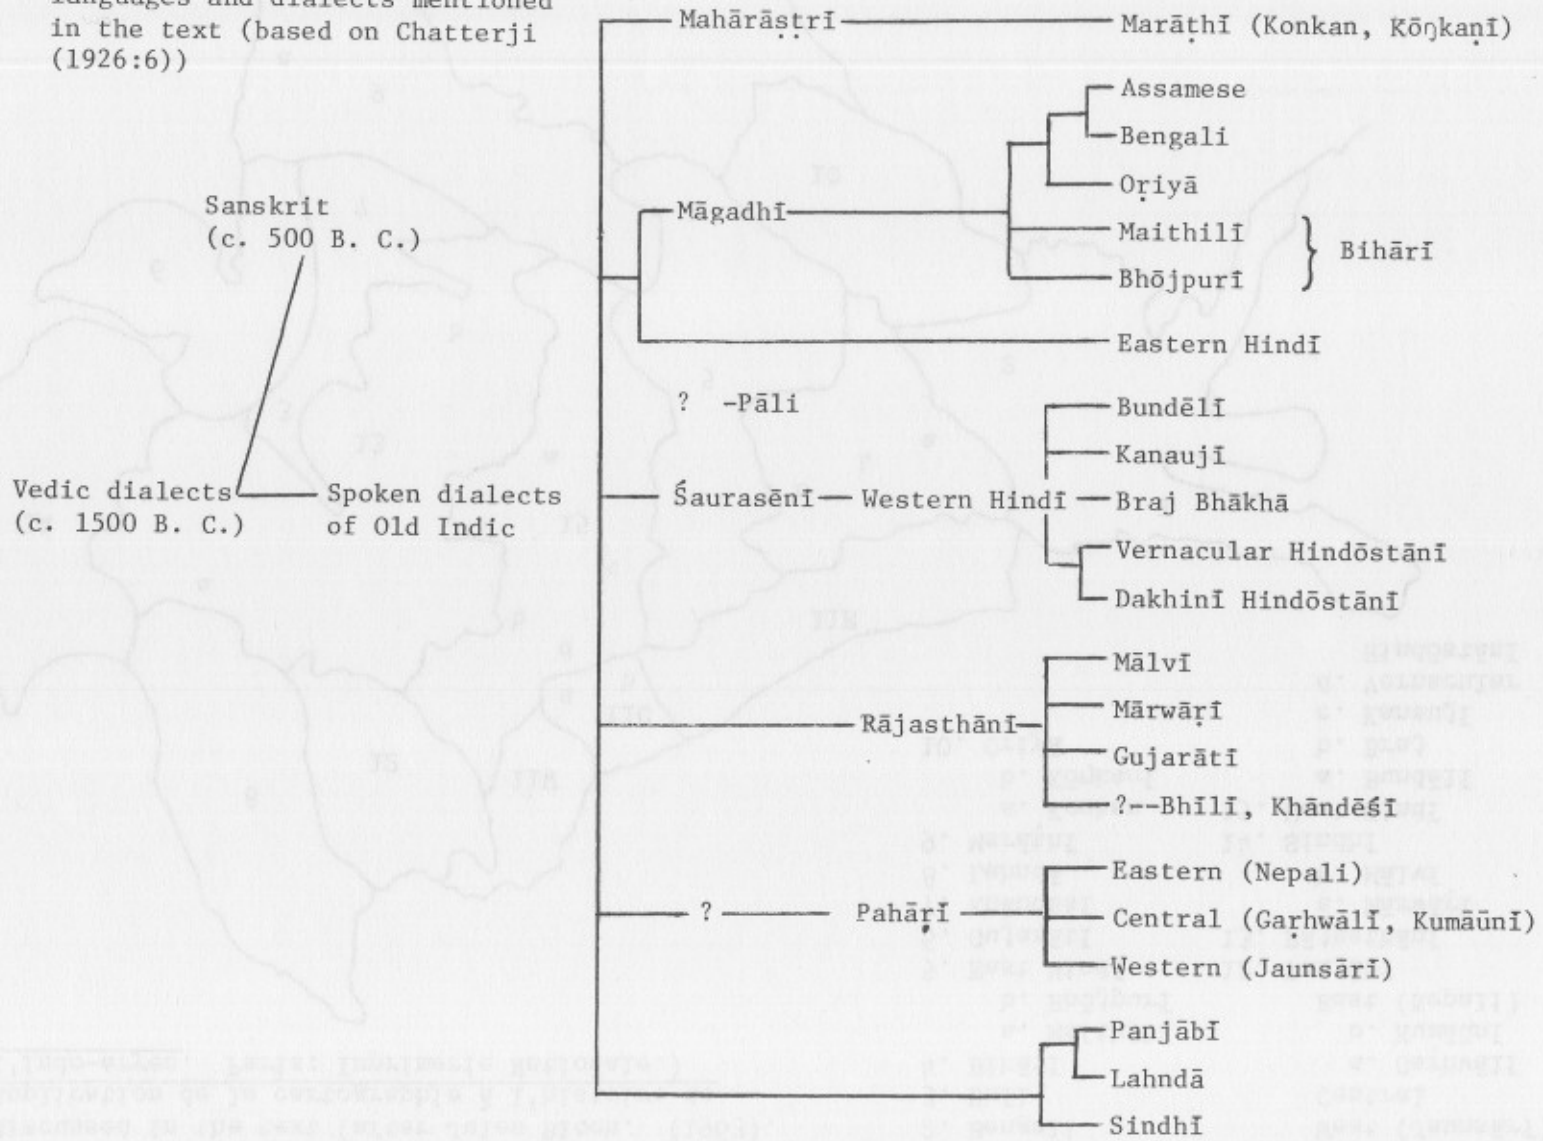 languages and dialects mentioned
in the text (based on Chatterji
(1926:6))
Mahārāṣṭrī
Marāṭhī (Konkan, Kōŋkaṇī)
Assamese
Bengali
Oṛiyā
Sanskrit
(c. 500 B. C.)
Māgadhī
Maithilī
Bihārī
Bhōjpurī
Eastern Hindī
? -Pāli
Bundēlī
Kanaujī
Vedic dialects
(c. 1500 B. C.)
Spoken dialects
of Old Indic
Śaurasēnī
Western Hindī
Braj Bhākhā
Vernacular Hindōstānī
Dakhinī Hindōstānī
Mālvī
Rājasthānī
Mārwāṛī
Gujarātī
?--Bhīlī, Khāndēśī
Eastern (Nepali)
?
Pahāṛī
Central (Gaṛhwālī, Kumāūnī)
Western (Jaunsārī)
Panjābī
Lahndā
Sindhī